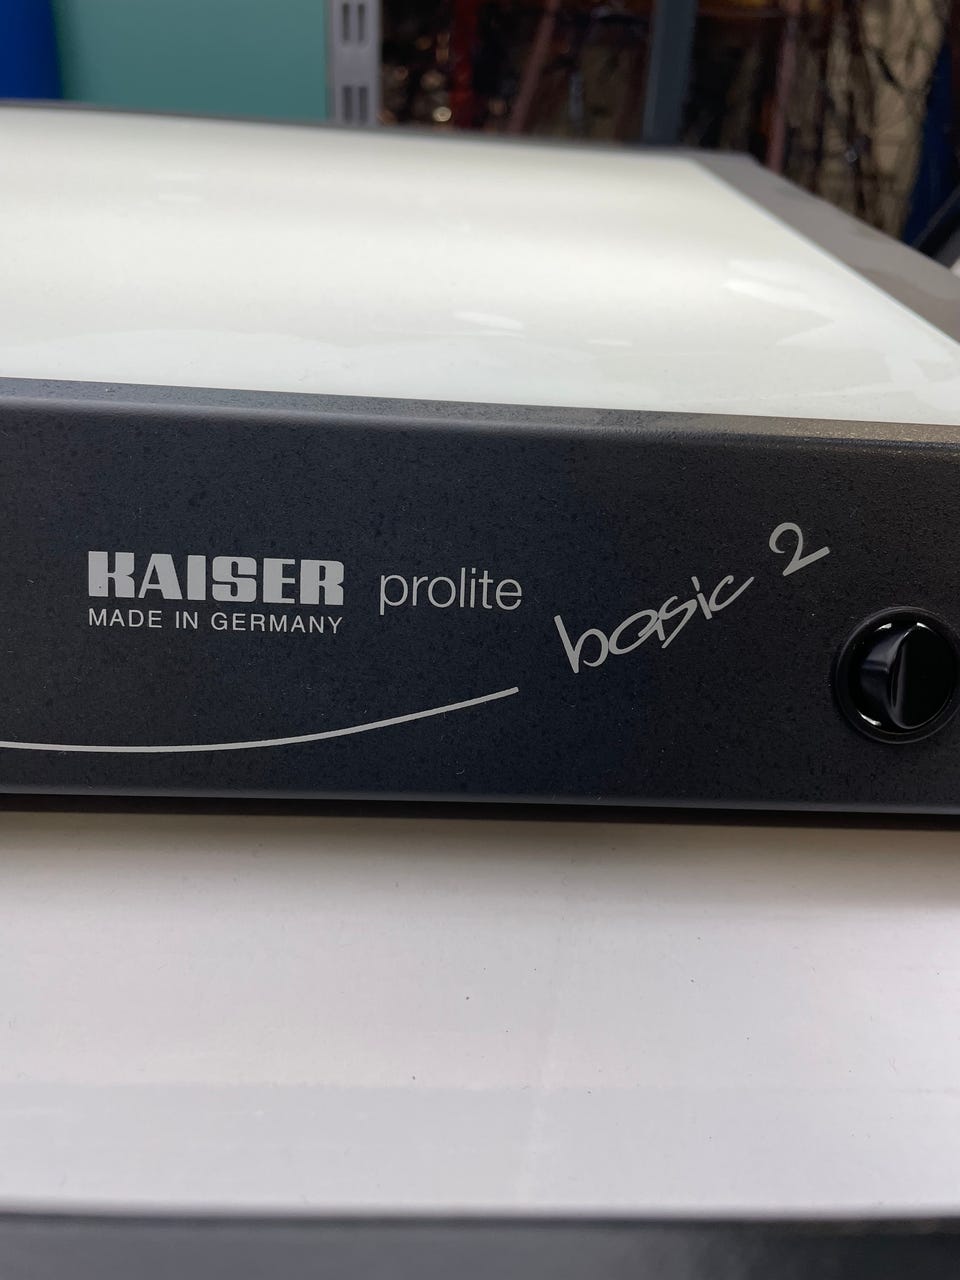 KAISER prolite basic 2
MADE IN GERMANY